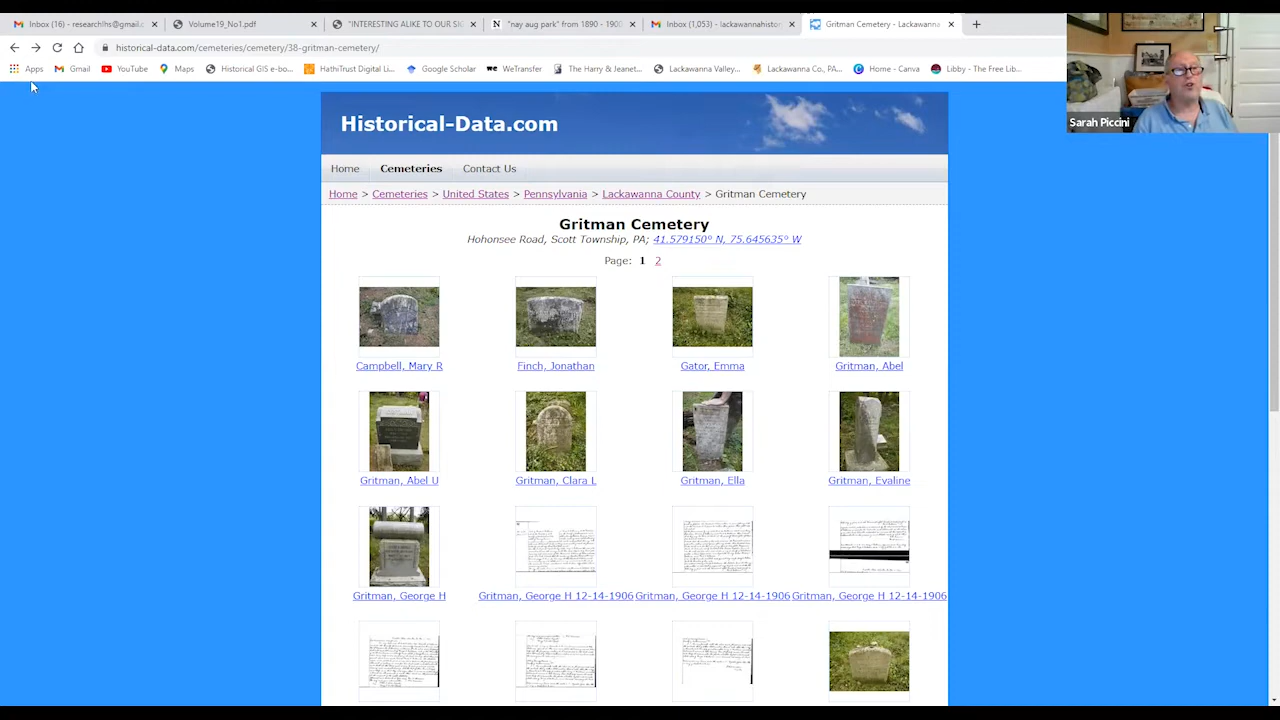 Inbox (16) - researchlhs@gmail.c
Volume19_No1.pdf
"INTERESTING ALIKE TO OUR SI
"nay aug park" from 1890 - 1900
Inbox (1,053) - lackawannahistor
Gritman Cemetery - Lackawanna
historical-data.com/cemeteries/cemetery/38-gritman-cemetery/
Apps
Gmail
YouTube
Maps
Historical GIS e-bo...
HathiTrust Digital Li...
Google Scholar
WeTransfer
The Harry & Jeanet...
Lackawanna Valley...
Lackawanna Co., PA...
Home - Canva
Libby - The Free Lib...
Sarah Piccini
Historical-Data.com
Home Cemeteries Contact Us
Home > Cemeteries > United States > Pennsylvania > Lackawanna County > Gritman Cemetery
Gritman Cemetery
Hohonsee Road, Scott Township, PA; 41.579150° N, 75.645635° W
Page: 1 2
Campbell, Mary R
Finch, Jonathan
Gator, Emma
Gritman, Abel
Gritman, Abel U
Gritman, Clara L
Gritman, Ella
Gritman, Evaline
Gritman, George H
Gritman, George H 12-14-1906
Gritman, George H 12-14-1906
Gritman, George H 12-14-1906